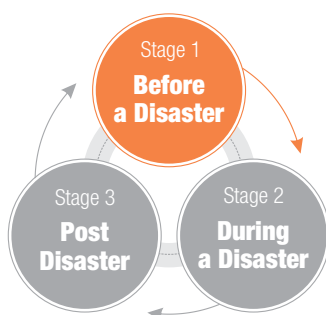 Stage 1
Before
a Disaster
Stage 3
Post
Disaster
Stage 2
During
a Disaster